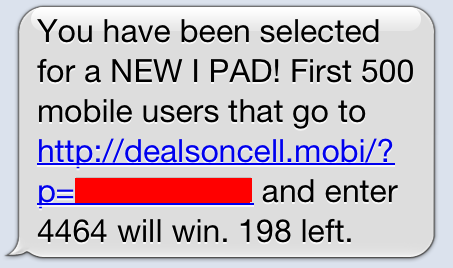 You have been selected
for a NEW I PAD! First 500
mobile users that go to
http://dealsoncell.mobi/?
p= and enter
4464 will win. 198 left.